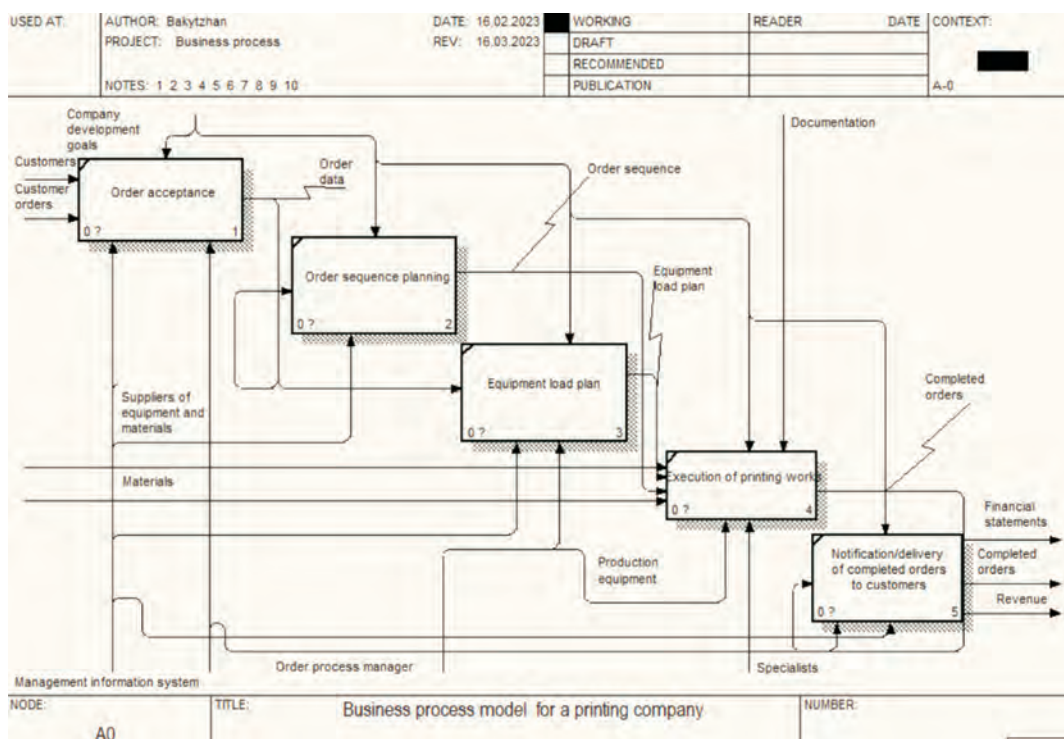 USED AT:
AUTHOR: Bakytzhan
DATE: 16.02.2023
WORKING
READER
DATE
CONTEXT:
PROJECT: Business process
REV: 16.03.2023
DRAFT
RECOMMENDED
NOTES: 1 2 3 4 5 6 7 8 9 10
PUBLICATION
A-0
Company
development
goals
Documentation
Customers
Customer
orders
Order acceptance
0 ?
1
Order
data
Order sequence
Order sequence planning
0 ?
2
Equipment
load plan
Equipment load plan
0 ?
3
Suppliers of
equipment and
materials
Completed
orders
Materials
Execution of printing works
0 ?
4
Financial
statements
Notification/delivery
of completed orders
to customers
0 ?
5
Completed
orders
Revenue
Production
equipment
Order process manager
Specialists
Management information system
NODE:
TITLE:
Business process model for a printing company
NUMBER:
A0